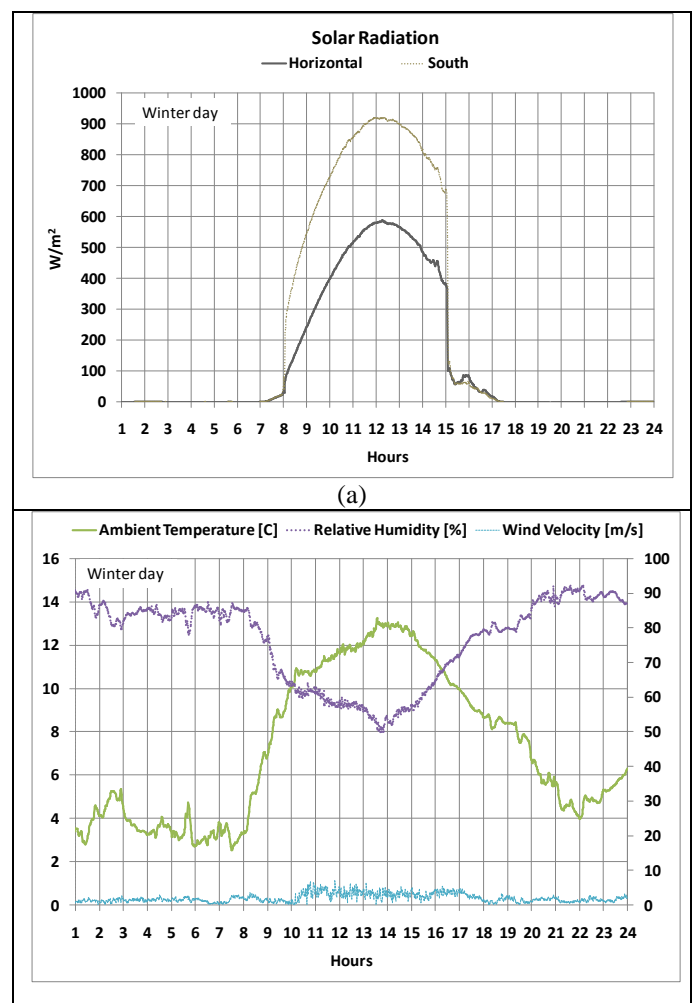 Solar Radiation
Horizontal South
Winter day
1000
900
800
700
600
500
400
300
200
100
0
W/m²
1 2 3 4 5 6 7 8 9 10 11 12 13 14 15 16 17 18 19 20 21 22 23 24
Hours
(a)
Ambient Temperature [C] Relative Humidity [%] Wind Velocity [m/s]
Winter day
16
14
12
10
8
6
4
2
0
100
90
80
70
60
50
40
30
20
10
0
1 2 3 4 5 6 7 8 9 10 11 12 13 14 15 16 17 18 19 20 21 22 23 24
Hours